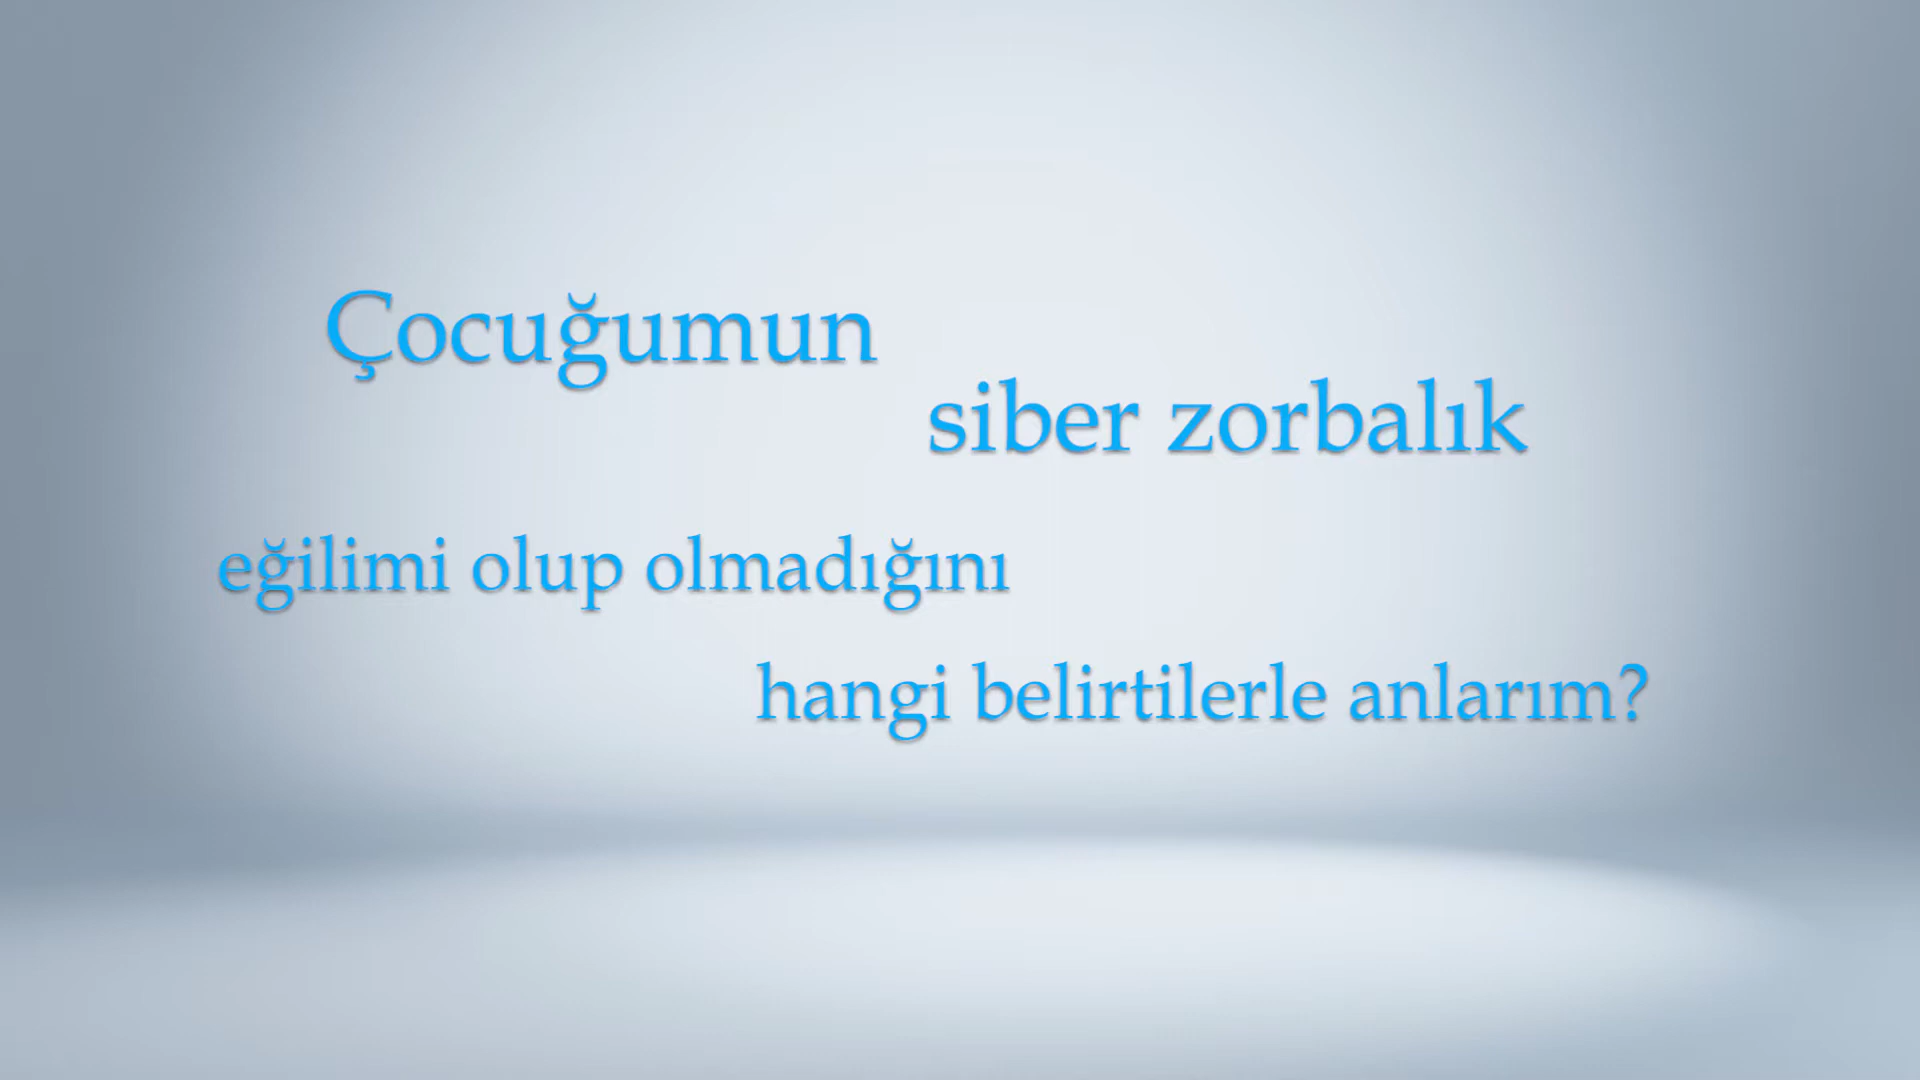 Çocuğumun
siber zorbalık
eğilimi olup olmadığını
hangi belirtilerle anlarım?